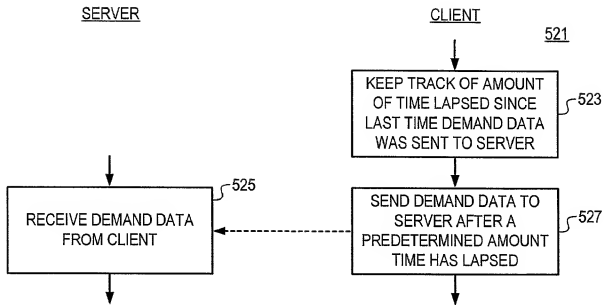 SERVER
CLIENT
521
KEEP TRACK OF AMOUNT
OF TIME LAPSED SINCE
LAST TIME DEMAND DATA
WAS SENT TO SERVER
523
525
RECEIVE DEMAND DATA
FROM CLIENT
SEND DEMAND DATA TO
SERVER AFTER A
PREDETERMINED AMOUNT
TIME HAS LAPSED
527